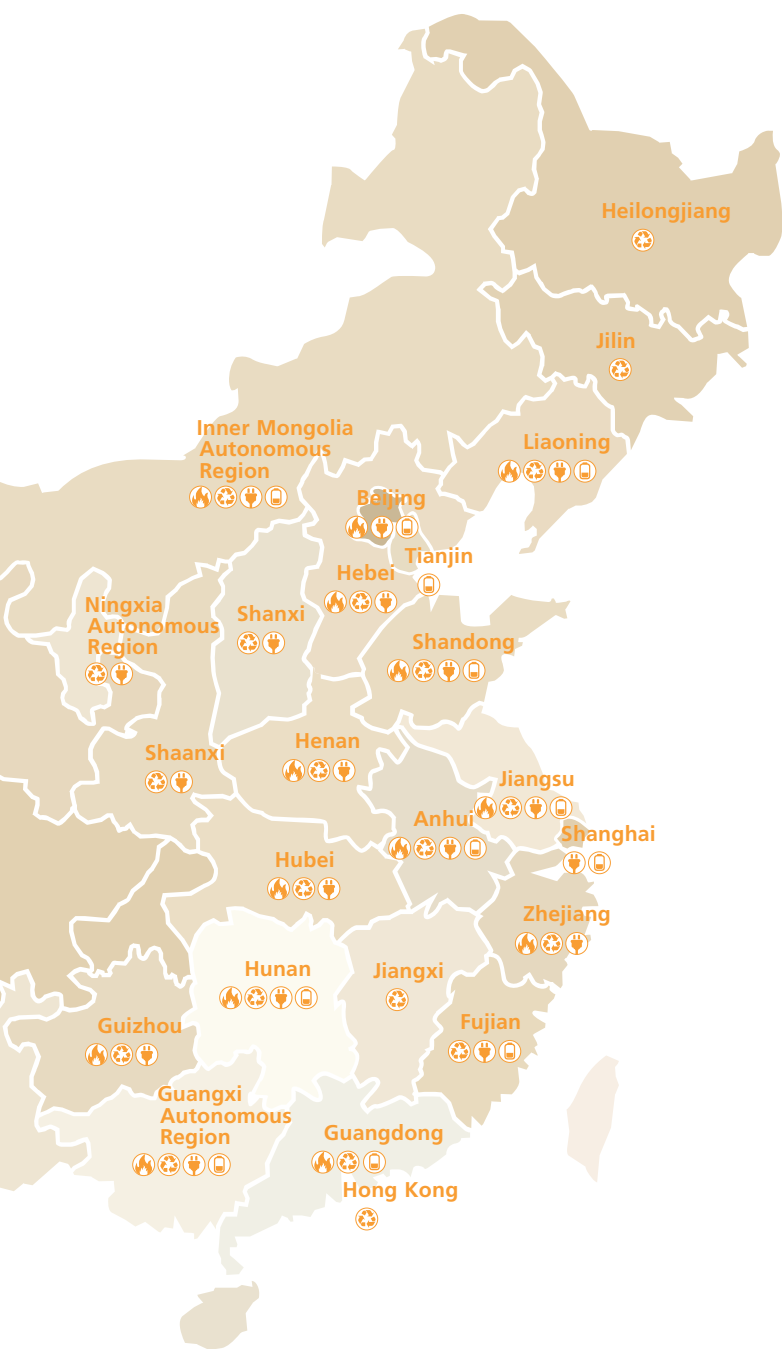 Heilongjiang
Jilin
Inner Mongolia
Autonomous
Region
Liaoning
Beijing
Tianjin
Hebei
Ningxia
Autonomous
Region
Shanxi
Shandong
Shaanxi
Henan
Jiangsu
Anhui
Shanghai
Hubei
Zhejiang
Hunan
Jiangxi
Guizhou
Fujian
Guangxi
Autonomous
Region
Guangdong
Hong Kong